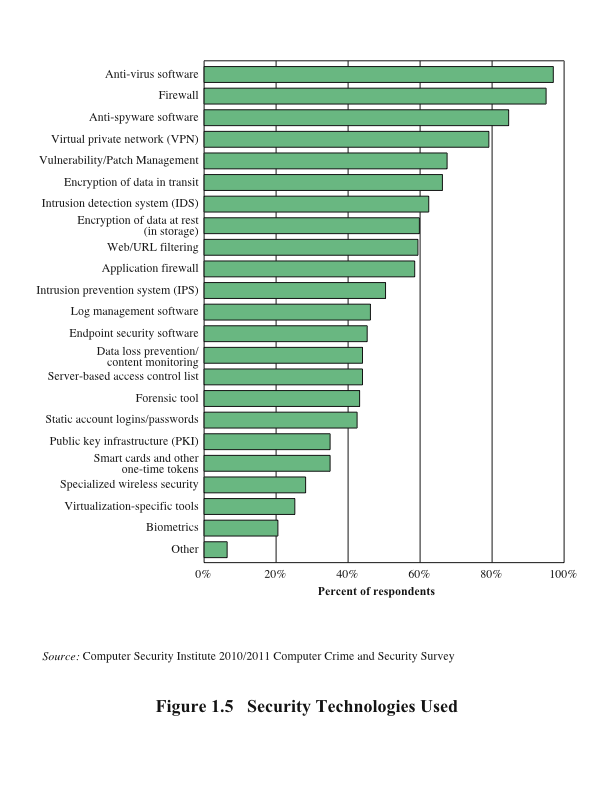 Anti-virus software
Firewall
Anti-spyware software
Virtual private network (VPN)
Vulnerability/Patch Management
Encryption of data in transit
Intrusion detection system (IDS)
Encryption of data at rest
(in storage)
Web/URL filtering
Application firewall
Intrusion prevention system (IPS)
Log management software
Endpoint security software
Data loss prevention/
content monitoring
Server-based access control list
Forensic tool
Static account logins/passwords
Public key infrastructure (PKI)
Smart cards and other
one-time tokens
Specialized wireless security
Virtualization-specific tools
Biometrics
Other
0% 20% 40% 60% 80% 100%
Percent of respondents
Source: Computer Security Institute 2010/2011 Computer Crime and Security Survey
Figure 1.5 Security Technologies Used